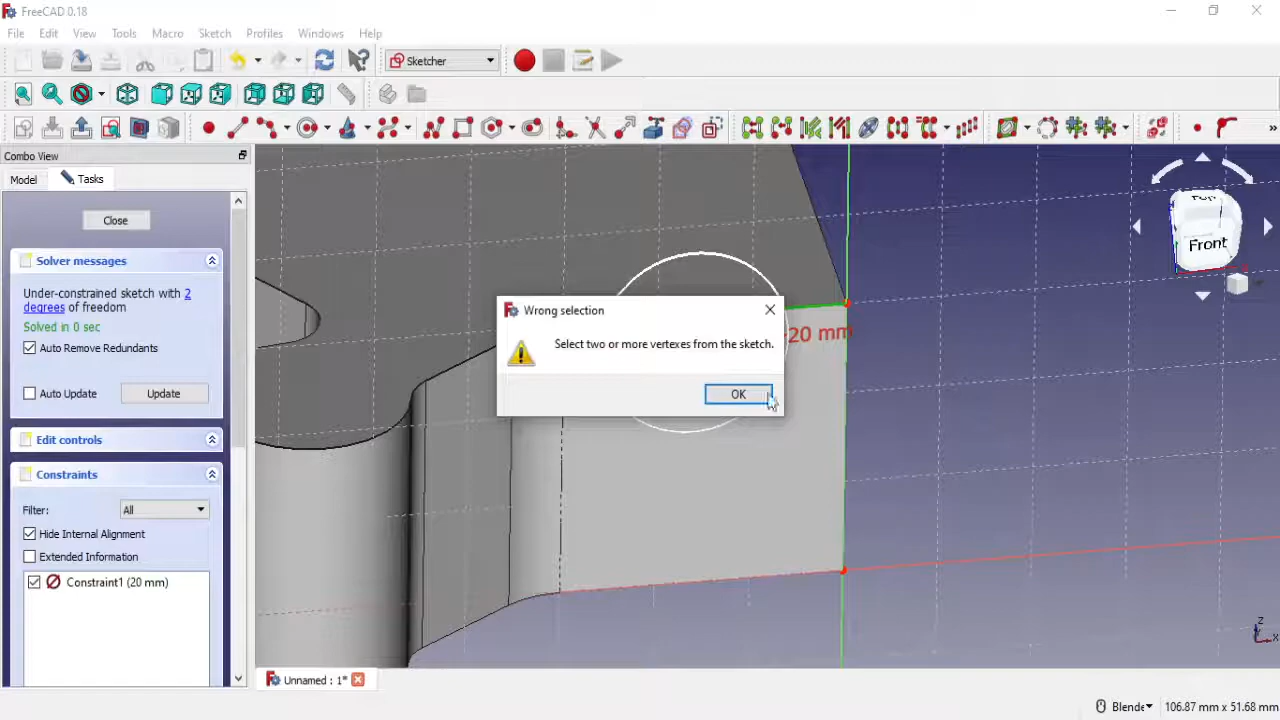 FreeCAD 0.18
File Edit View Tools Macro Sketch Profiles Windows Help
Sketcher
»
Combo View
Model Tasks
Close
Solver messages
Under-constrained sketch with 2
degrees of freedom
Solved in 0 sec
Auto Remove Redundants
Auto Update Update
Edit controls
Constraints
Filter: All
Hide Internal Alignment
Extended Information
Constraint1 (20 mm)
Wrong selection
Select two or more vertexes from the sketch.
OK
20 mm
TOP
Front
Z
X
Unnamed : 1*
Blende 106.87 mm x 51.68 mm